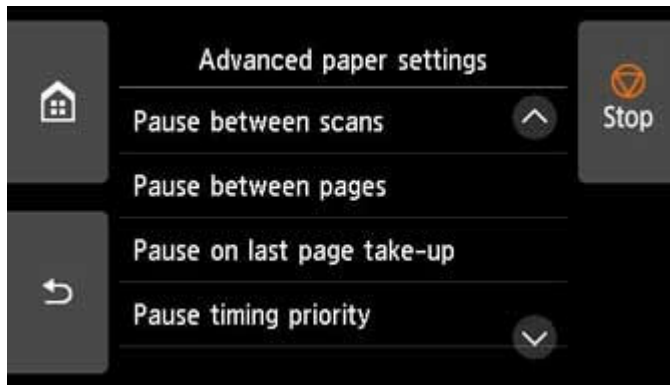 Advanced paper settings
Pause between scans
Stop
Pause between pages
Pause on last page take-up
Pause timing priority